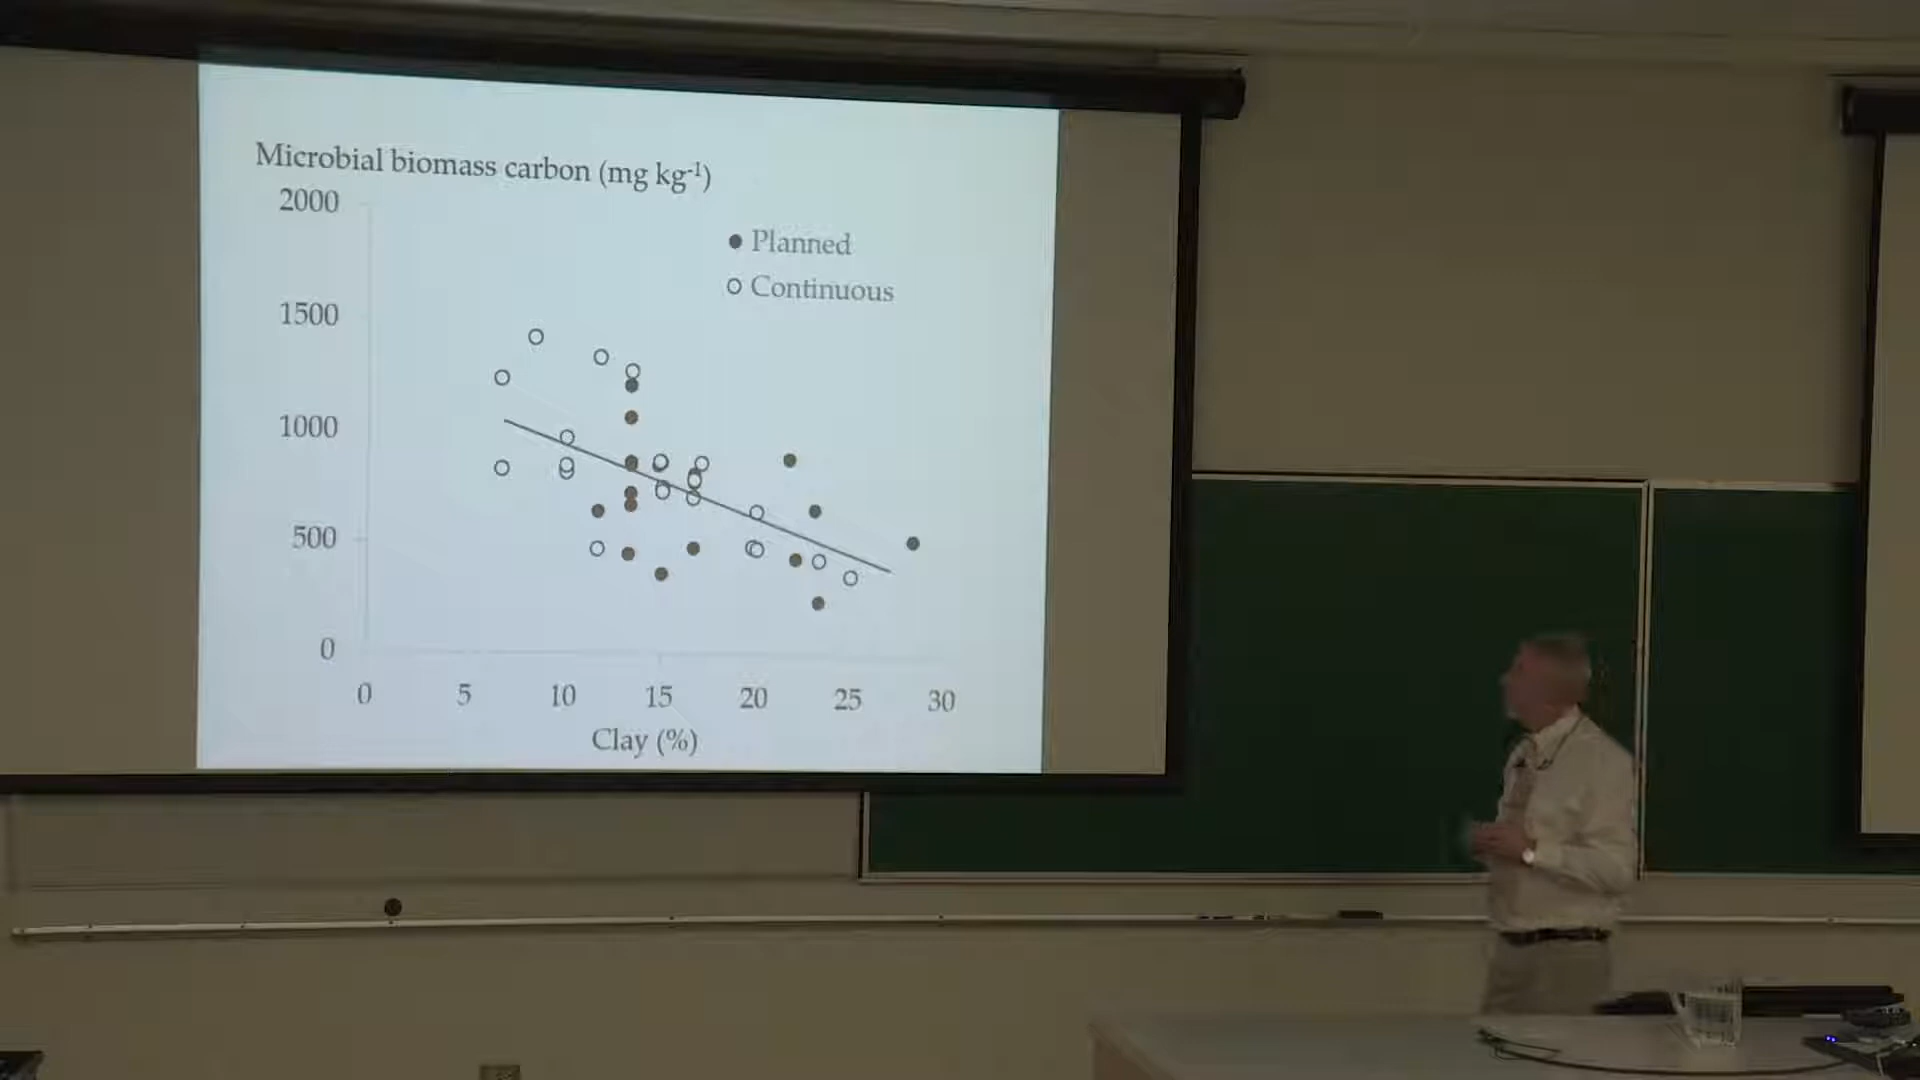 Microbial biomass carbon (mg kg⁻¹)
2000
Planned
Continuous
1500
1000
500
0
0 5 10 15 20 25 30
Clay (%)